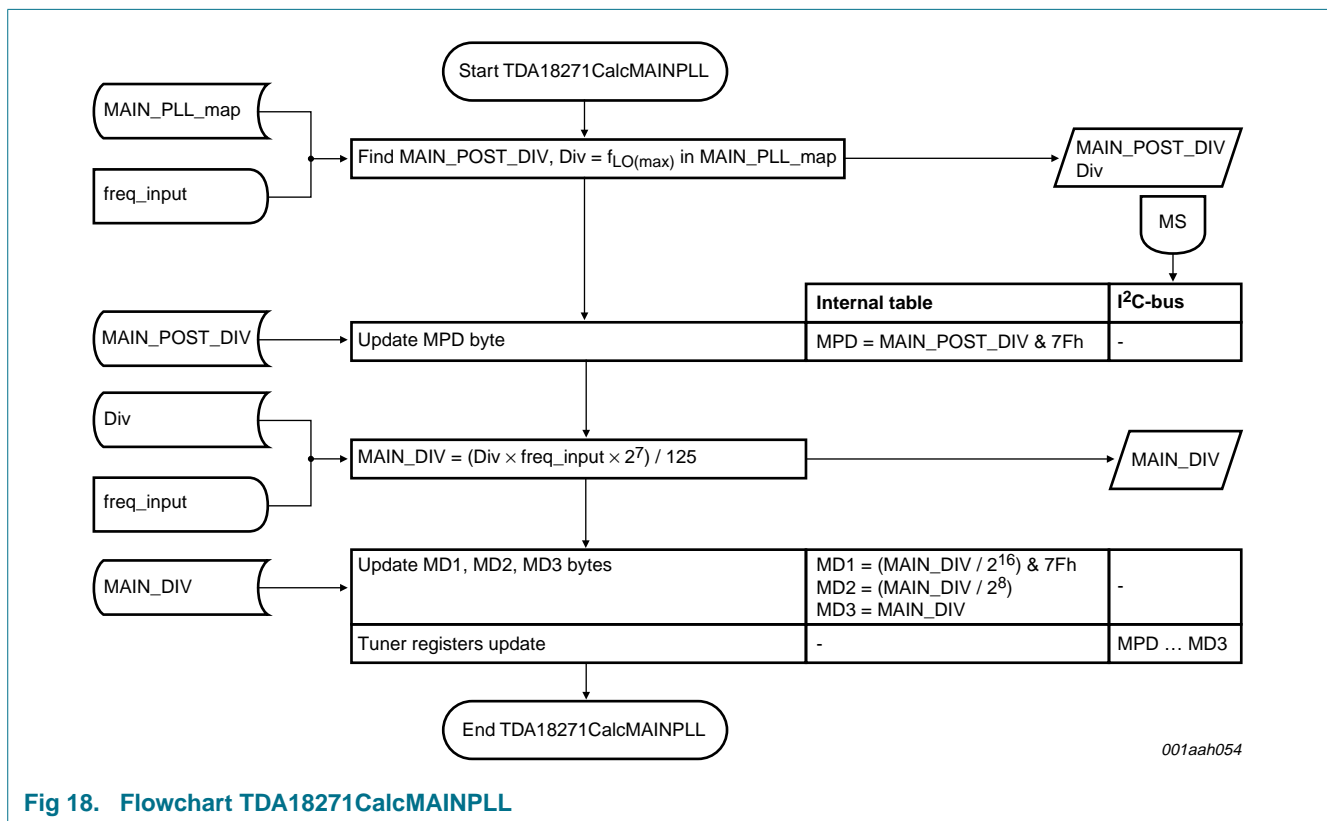 Start TDA18271CalcMAINPLL
MAIN_PLL_map
freq_input
Find MAIN_POST_DIV, Div = fLO(max) in MAIN_PLL_map
MAIN_POST_DIV
Div
MS
Internal table
I²C-bus
MAIN_POST_DIV
Update MPD byte
MPD = MAIN_POST_DIV & 7Fh
-
Div
freq_input
MAIN_DIV = (Div × freq_input × 2⁷) / 125
MAIN_DIV
MAIN_DIV
Update MD1, MD2, MD3 bytes
MD1 = (MAIN_DIV / 2¹⁶) & 7Fh
MD2 = (MAIN_DIV / 2⁸)
MD3 = MAIN_DIV
-
Tuner registers update
-
MPD … MD3
End TDA18271CalcMAINPLL
001aah054
Fig 18. Flowchart TDA18271CalcMAINPLL